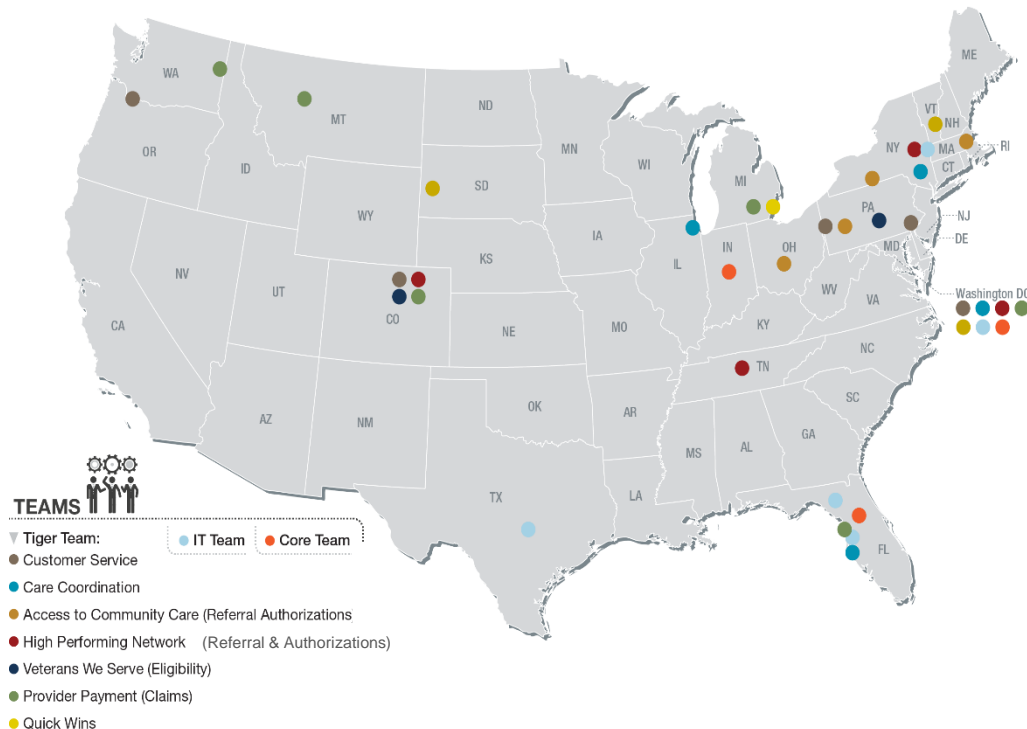 ME
WA
VT
NH
MT
ND
OR
MN
NY
MA
RI
WI
CT
ID
SD
MI
WY
PA
NJ
IA
DE
OH
IN
MD
NV
KS
IL
UT
WV
Washington DC
VA
CO
CA
NE
MO
KY
NC
TN
OK
AR
SC
AZ
NM
GA
AL
MS
LA
TX
FL
TEAMS
Tiger Team:
IT Team
Core Team
Customer Service
Care Coordination
Access to Community Care (Referral Authorizations
High Performing Network (Referral & Authorizations)
Veterans We Serve (Eligibility)
Provider Payment (Claims)
Quick Wins